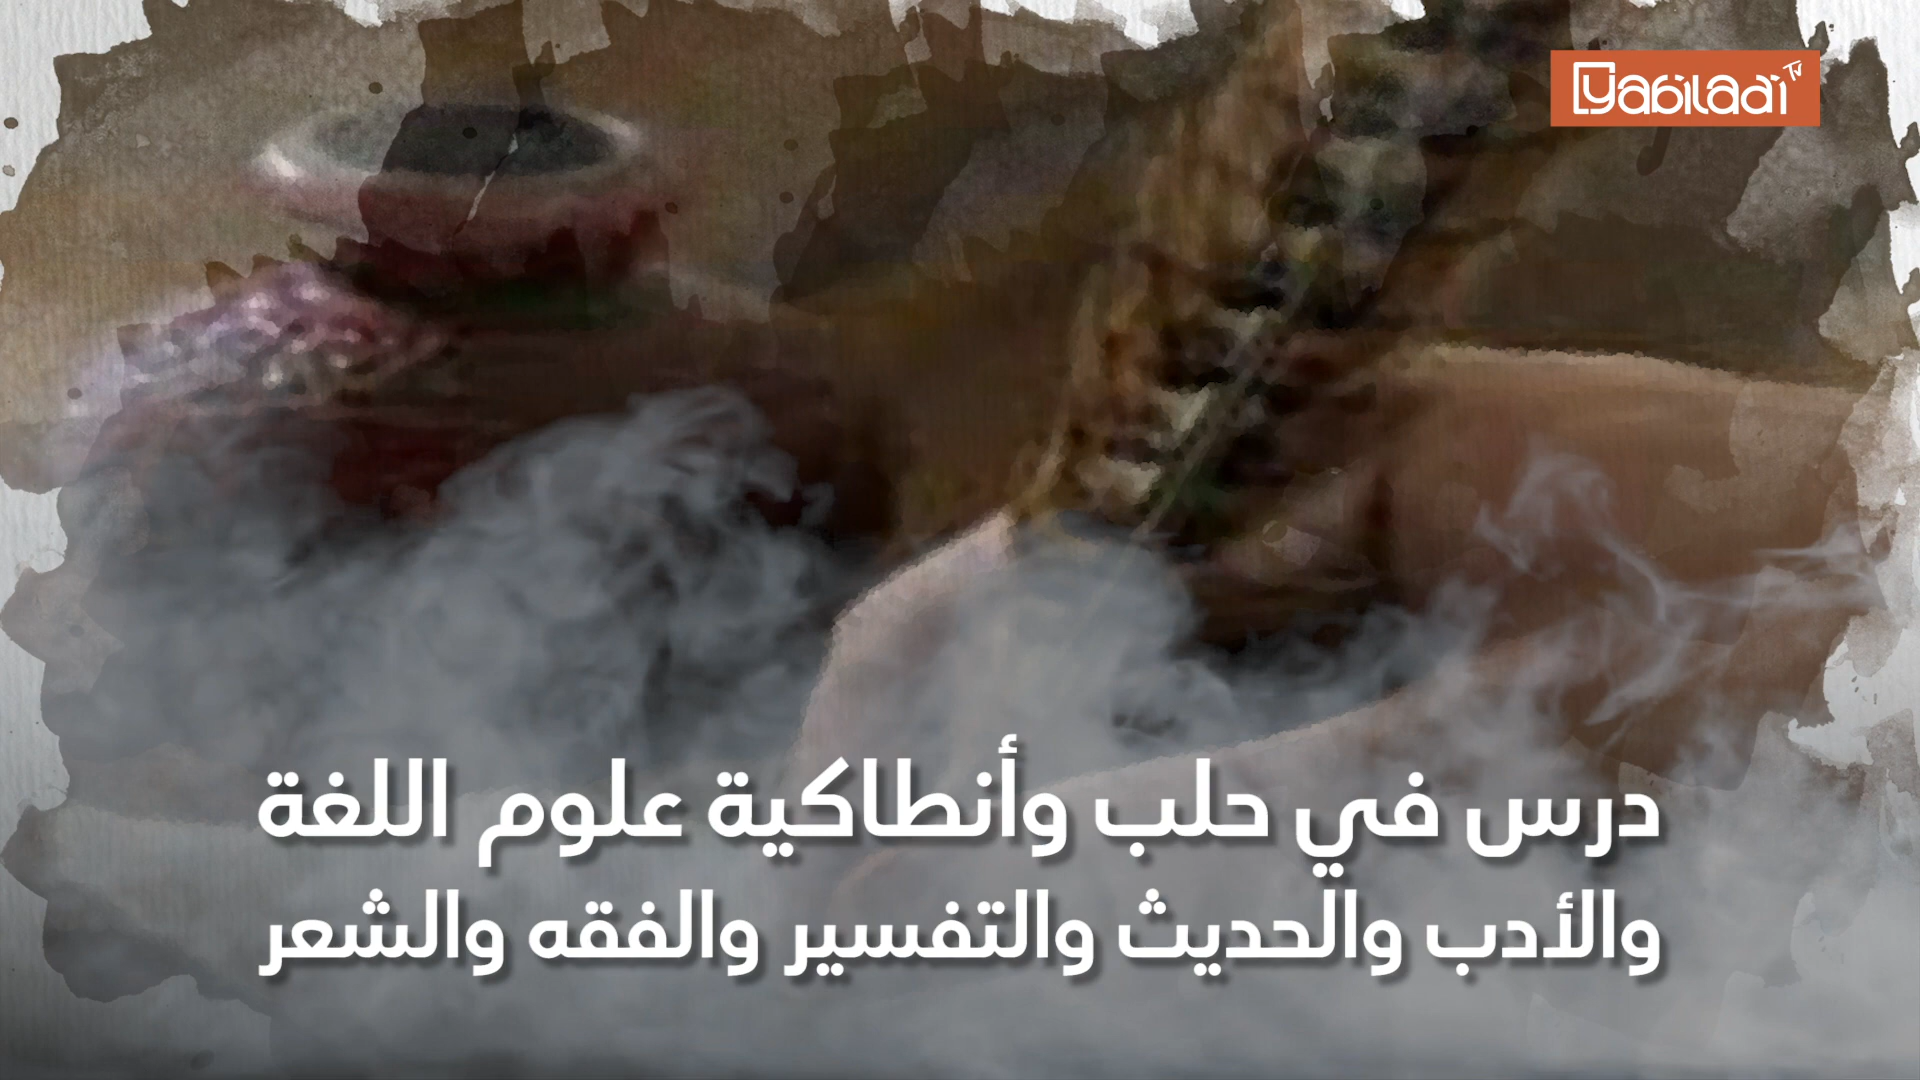 Yabiladi TV
درس في حلب وأنطاكية علوم اللغة
والأدب والحديث والتفسير والفقه والشعر